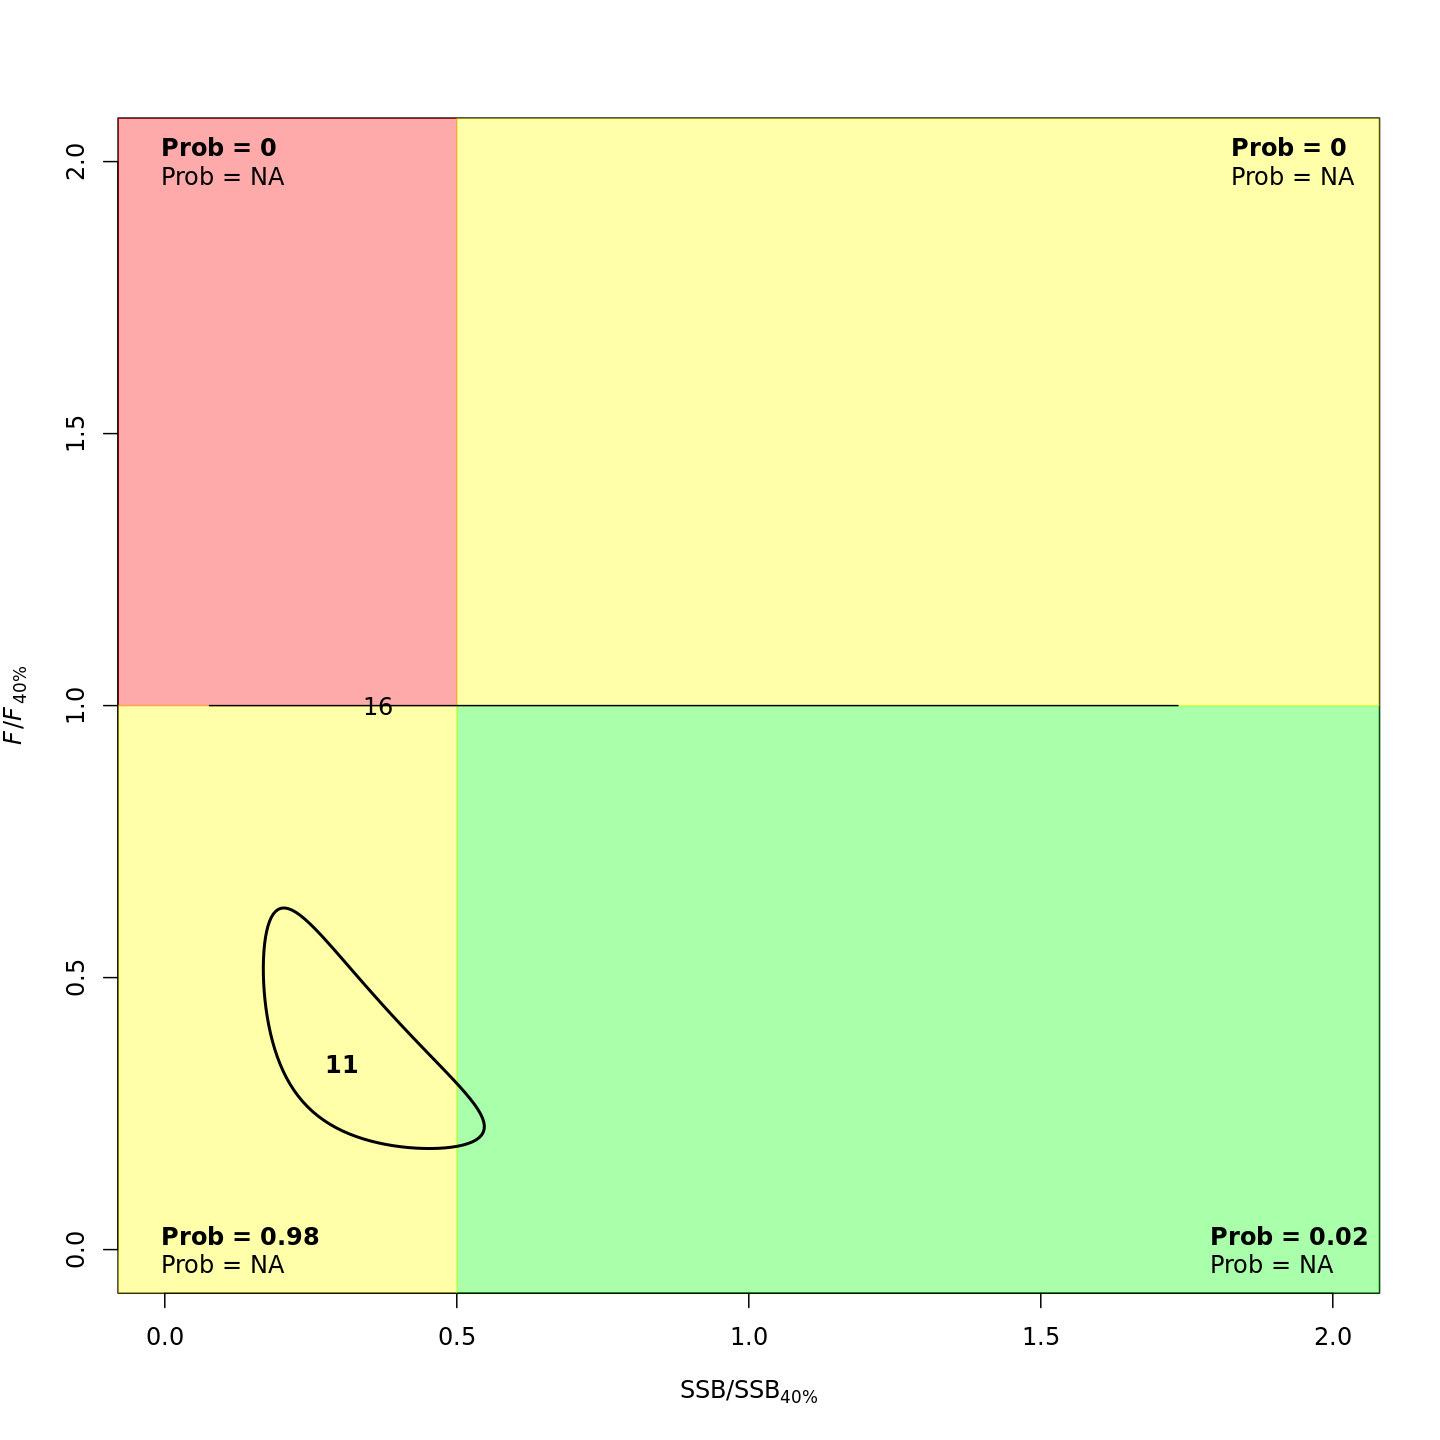 Prob = 0
Prob = NA
Prob = 0
Prob = NA
2.0
1.5
1.0
0.5
0.0
F/F40%
16
11
Prob = 0.98
Prob = NA
Prob = 0.02
Prob = NA
0.0
0.5
1.0
1.5
2.0
SSB/SSB40%